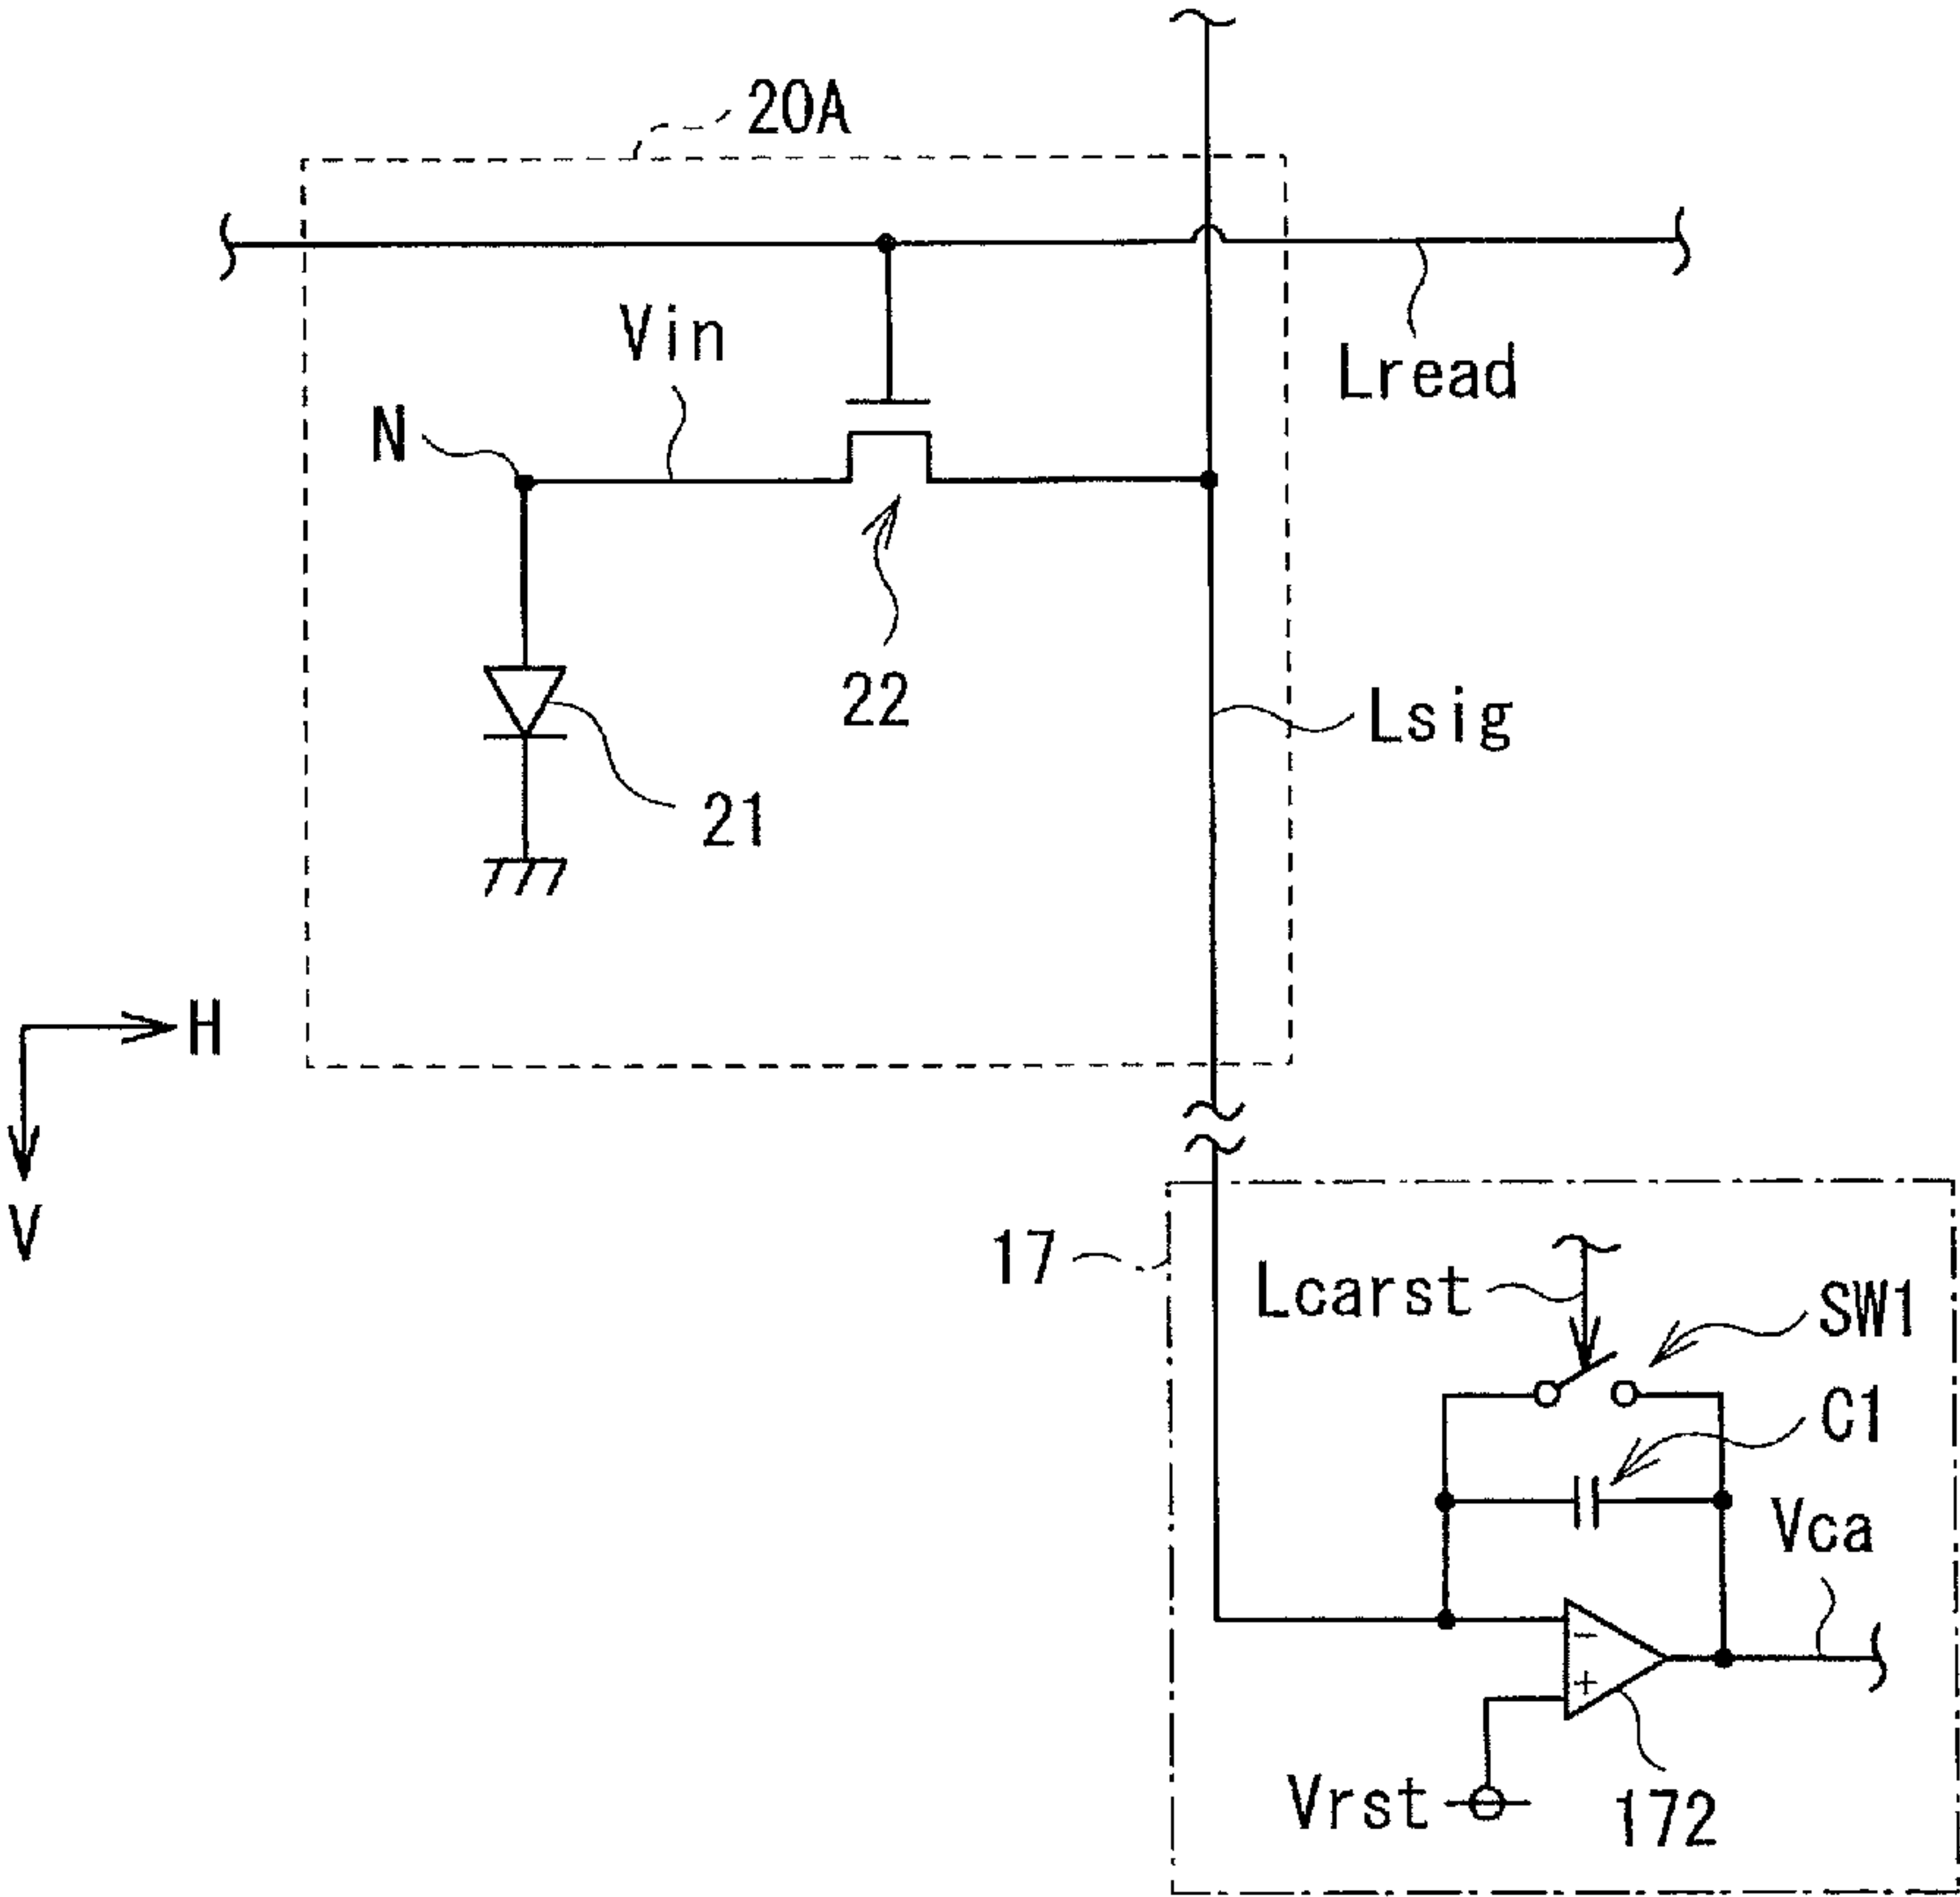 20A
Vin
Lread
N
22
Lsig
21
H
V
17
Lcarst
SW1
C1
Vca
−
+
Vrst
172